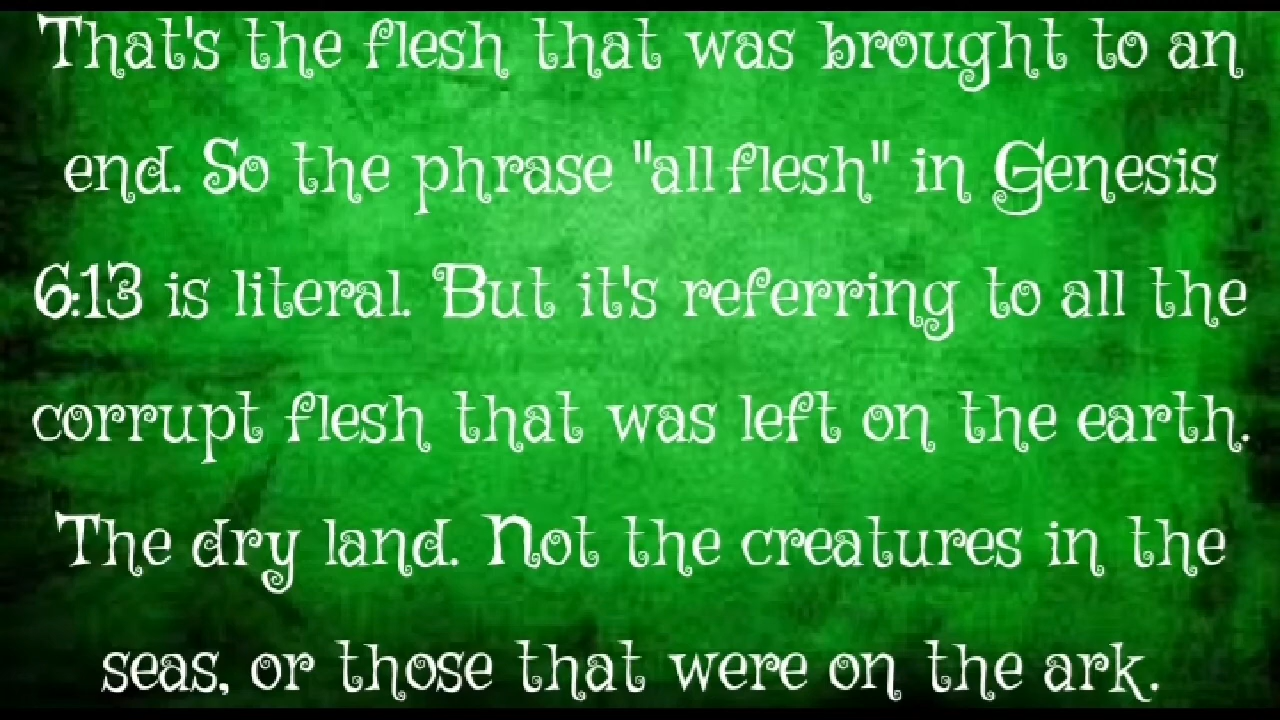 That's the flesh that was brought to an
end. So the phrase "all flesh" in Genesis
6:13 is literal. But it's referring to all the
corrupt flesh that was left on the earth.
The dry land. Not the creatures in the
seas, or those that were on the ark.